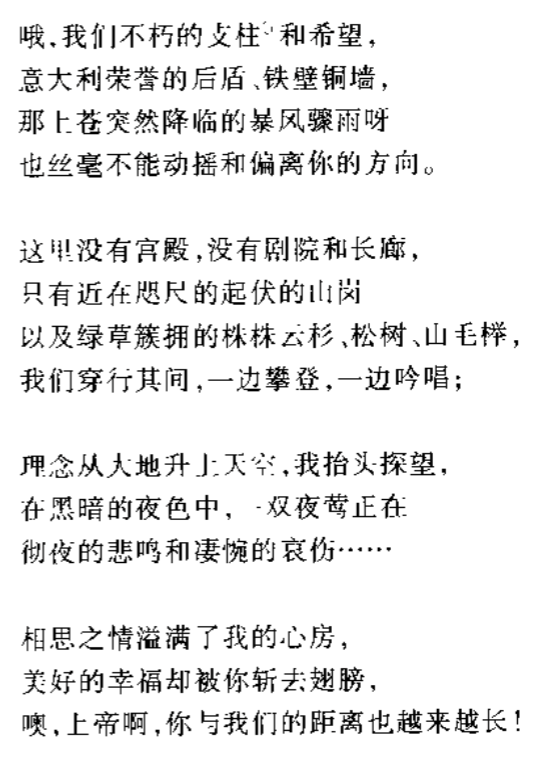 哦,我们不朽的支柱和希望,
意大利荣誉的后盾、铁壁铜墙,
那上苍突然降临的暴风骤雨呀
也丝毫不能动摇和偏离你的方向。
这里没有宫殿,没有剧院和长廊,
只有近在咫尺的起伏的山岗
以及绿草簇拥的株株云杉、松树、山毛榉,
我们穿行其间,一边攀登,一边吟唱;
理念从大地升上天空,我抬头探望,
在黑暗的夜色中,一双夜莺正在
彻夜的悲鸣和凄惋的哀伤……
相思之情溢满了我的心房,
美好的幸福却被你斩去翅膀,
噢,上帝啊,你与我们的距离也越来越长!